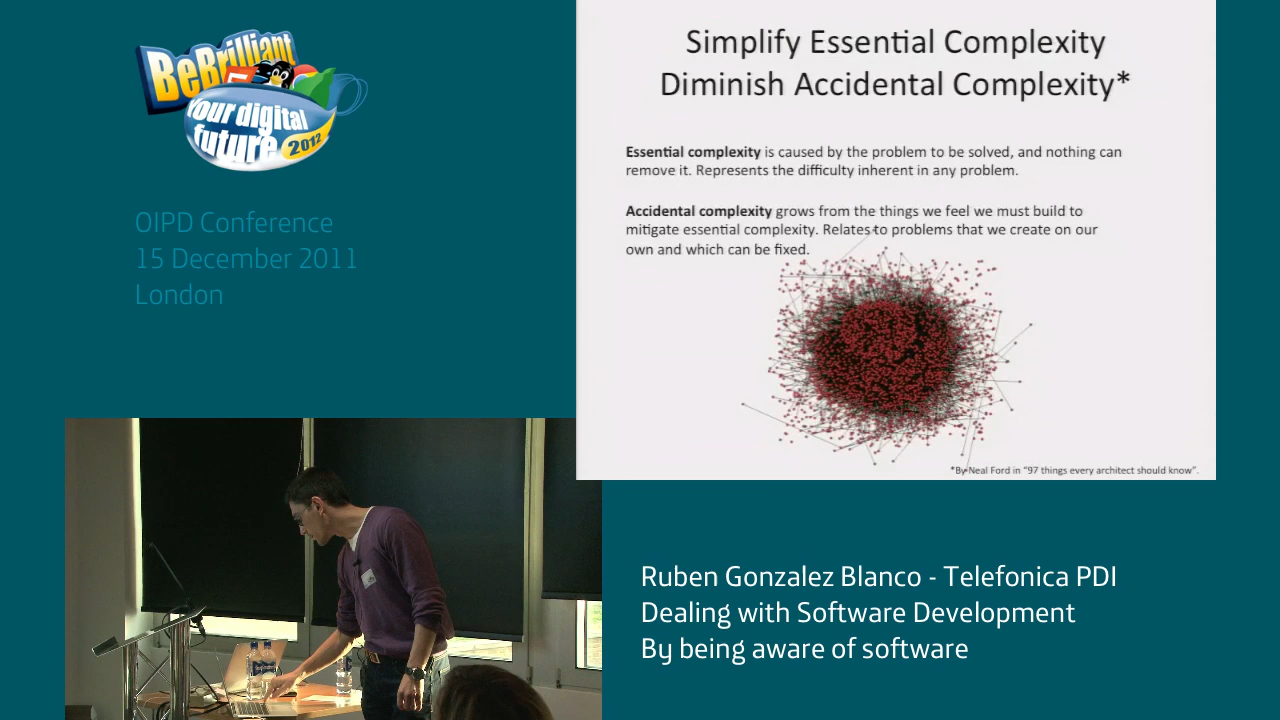 BeBrilliant
Your digital
future
2012
OIPD Conference
15 December 2011
London
Simplify Essential Complexity
Diminish Accidental Complexity*
Essential complexity is caused by the problem to be solved, and nothing can
remove it. Represents the difficulty inherent in any problem.
Accidental complexity grows from the things we feel we must build to
mitigate essential complexity. Relates to problems that we create on our
own and which can be fixed.
*By Neal Ford in "97 things every architect should know".
Ruben Gonzalez Blanco - Telefonica PDI
Dealing with Software Development
By being aware of software